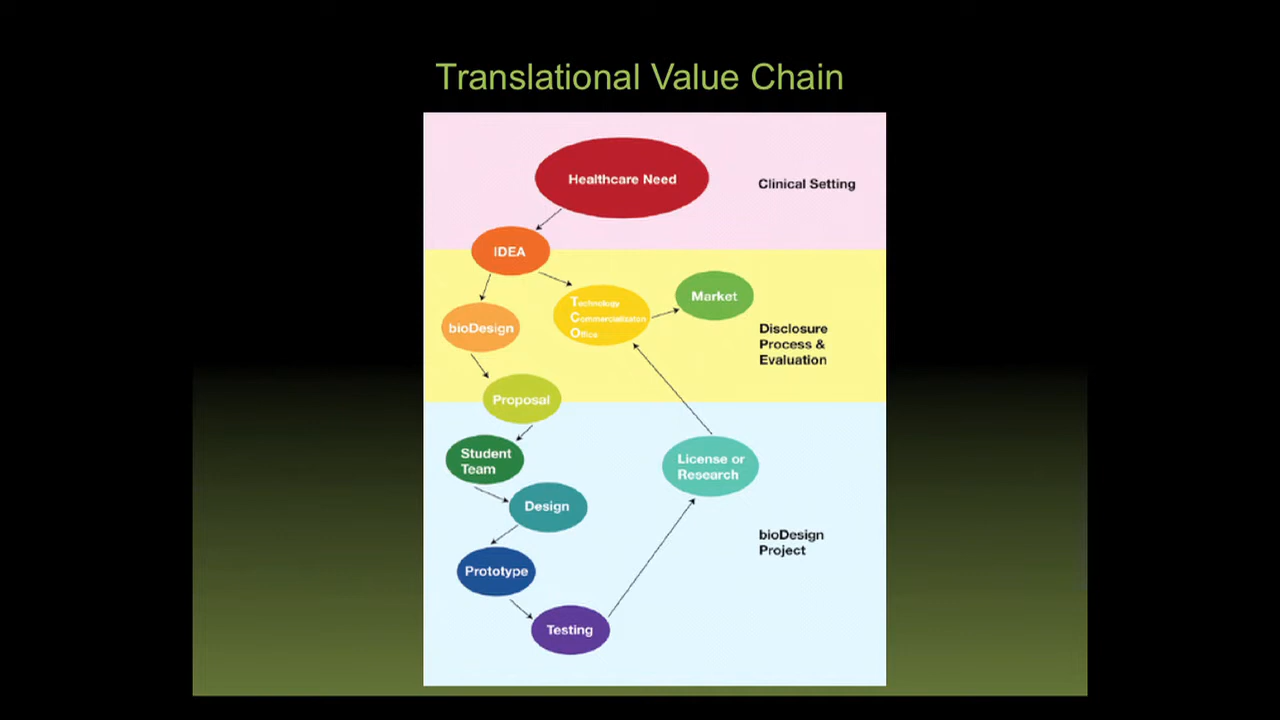 Translational Value Chain
Healthcare Need
Clinical Setting
IDEA
Technology
Commercializaton
Office
Market
bioDesign
Disclosure
Process &
Evaluation
Proposal
Student
Team
License or
Research
Design
bioDesign
Project
Prototype
Testing